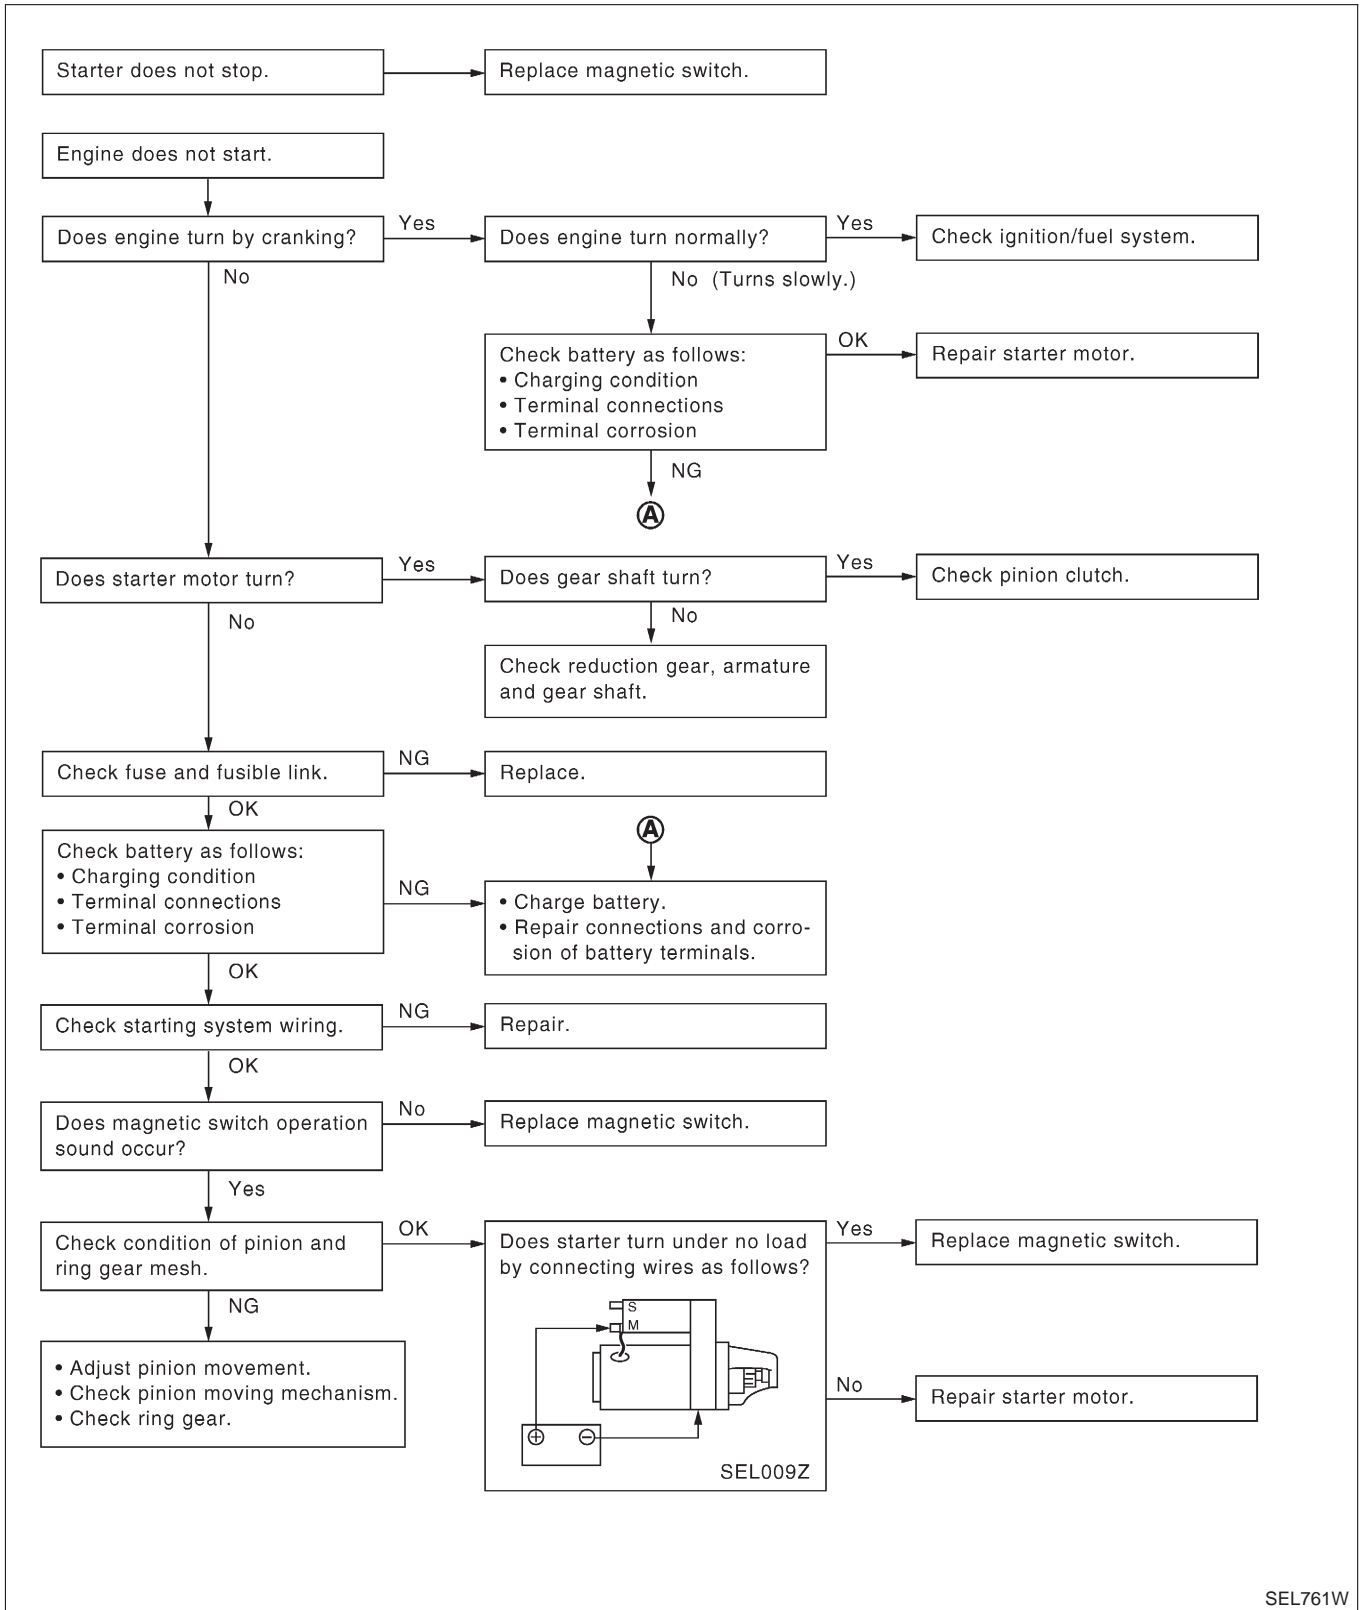 Starter does not stop.
Replace magnetic switch.
Engine does not start.
Does engine turn by cranking?
Yes
Does engine turn normally?
Yes
Check ignition/fuel system.
No
No (Turns slowly.)
Check battery as follows:
• Charging condition
• Terminal connections
• Terminal corrosion
OK
Repair starter motor.
NG
A
Does starter motor turn?
Yes
Does gear shaft turn?
Yes
Check pinion clutch.
No
No
Check reduction gear, armature
and gear shaft.
Check fuse and fusible link.
NG
Replace.
OK
Check battery as follows:
• Charging condition
• Terminal connections
• Terminal corrosion
NG
A
• Charge battery.
• Repair connections and corro-
sion of battery terminals.
OK
Check starting system wiring.
NG
Repair.
OK
Does magnetic switch operation
sound occur?
No
Replace magnetic switch.
Yes
Check condition of pinion and
ring gear mesh.
OK
Does starter turn under no load
by connecting wires as follows?
S
M
+
−
SEL009Z
Yes
Replace magnetic switch.
No
Repair starter motor.
NG
• Adjust pinion movement.
• Check pinion moving mechanism.
• Check ring gear.
SEL761W